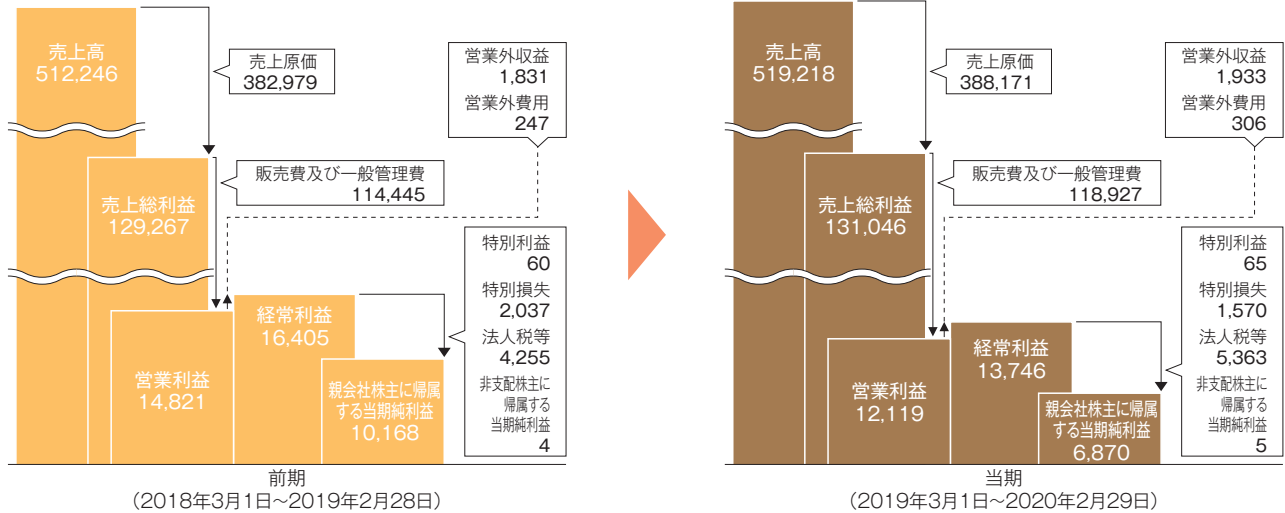 売上高
512,246
売上原価
382,979
営業外収益
1,831
営業外費用
247
売上総利益
129,267
販売費及び一般管理費
114,445
営業利益
14,821
経常利益
16,405
親会社株主に帰属
する当期純利益
10,168
特別利益
60
特別損失
2,037
法人税等
4,255
非支配株主に
帰属する
当期純利益
4
前期
（2018年3月1日～2019年2月28日）
売上高
519,218
売上原価
388,171
営業外収益
1,933
営業外費用
306
売上総利益
131,046
販売費及び一般管理費
118,927
営業利益
12,119
経常利益
13,746
親会社株主に帰属
する当期純利益
6,870
特別利益
65
特別損失
1,570
法人税等
5,363
非支配株主に
帰属する
当期純利益
5
当期
（2019年3月1日～2020年2月29日）